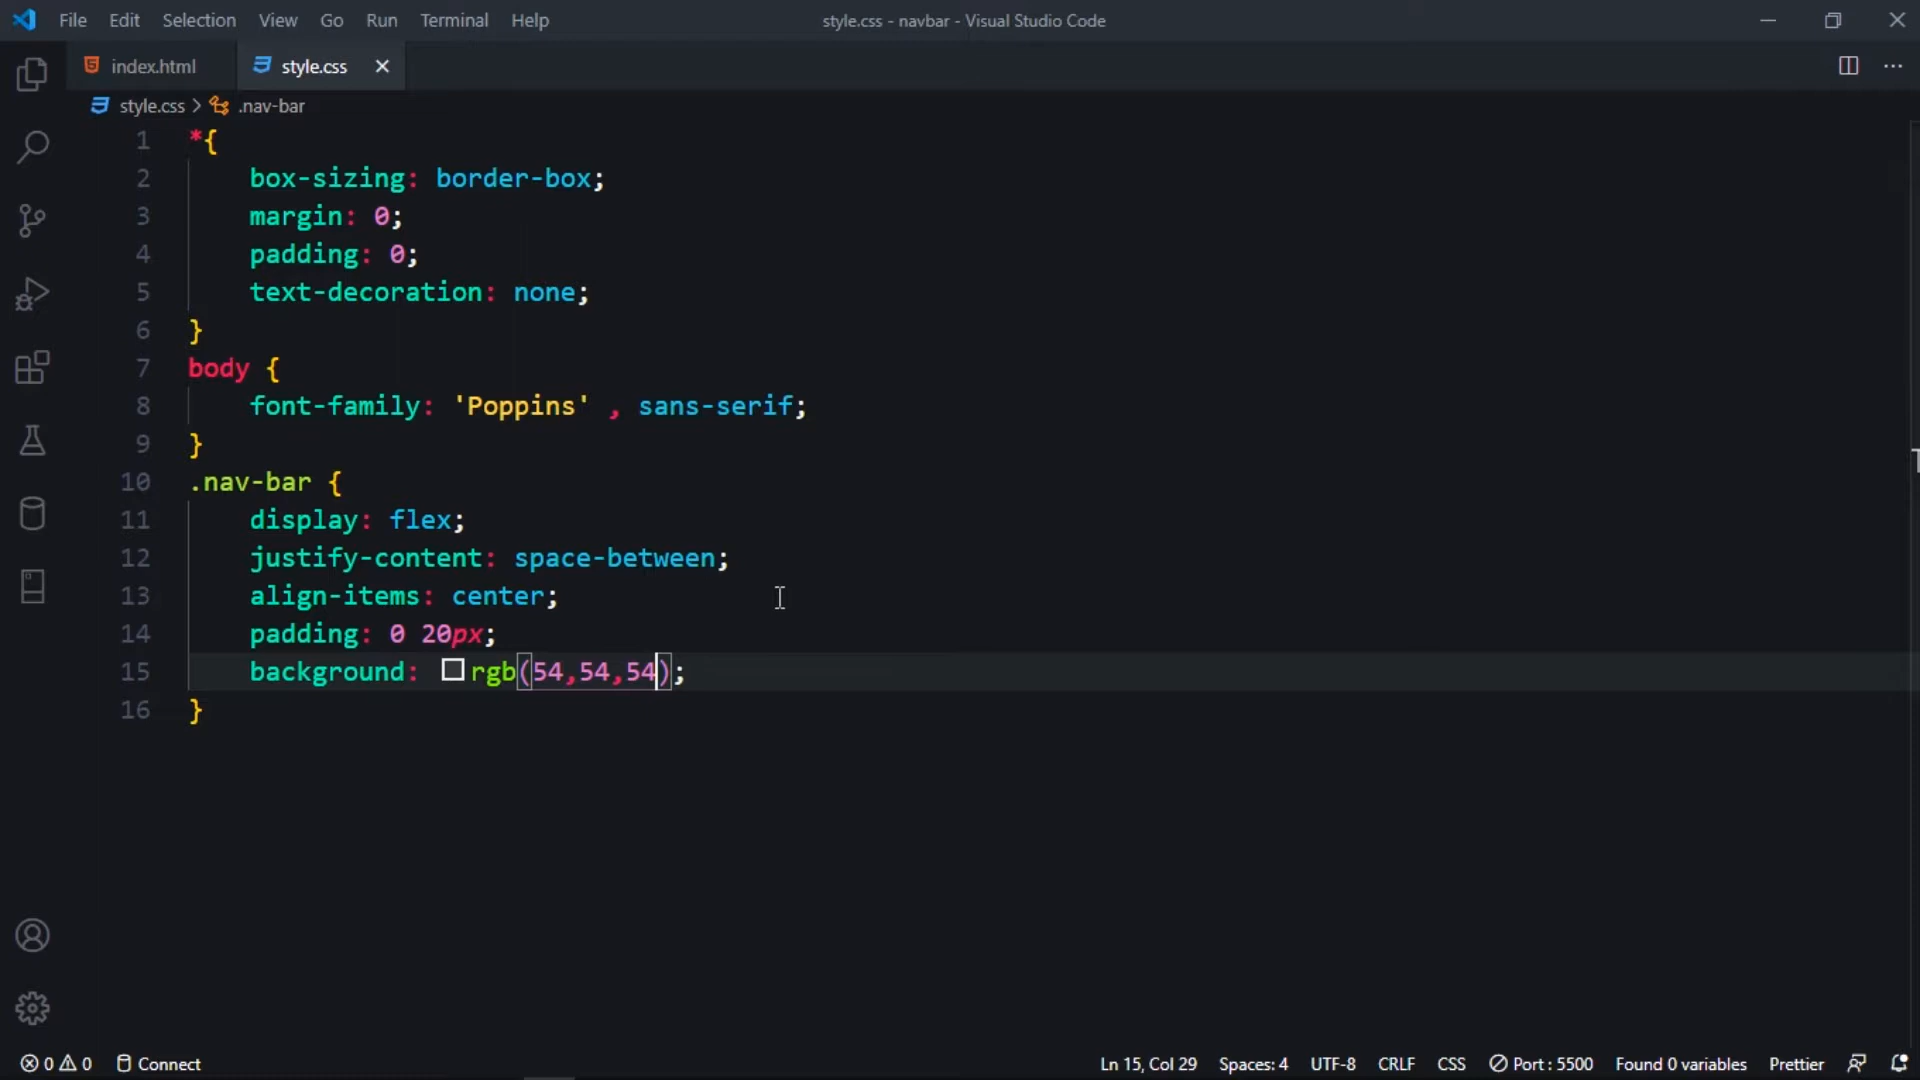 File Edit Selection View Go Run Terminal Help style.css - navbar - Visual Studio Code
index.html style.css
style.css > .nav-bar
1 *{
2 box-sizing: border-box;
3 margin: 0;
4 padding: 0;
5 text-decoration: none;
6 }
7 body {
8 font-family: 'Poppins' , sans-serif;
9 }
10 .nav-bar {
11 display: flex;
12 justify-content: space-between;
13 align-items: center;
14 padding: 0 20px;
15 background: rgb(54,54,54);
16 }
0 0 Connect Ln 15, Col 29 Spaces: 4 UTF-8 CRLF CSS Port : 5500 Found 0 variables Prettier